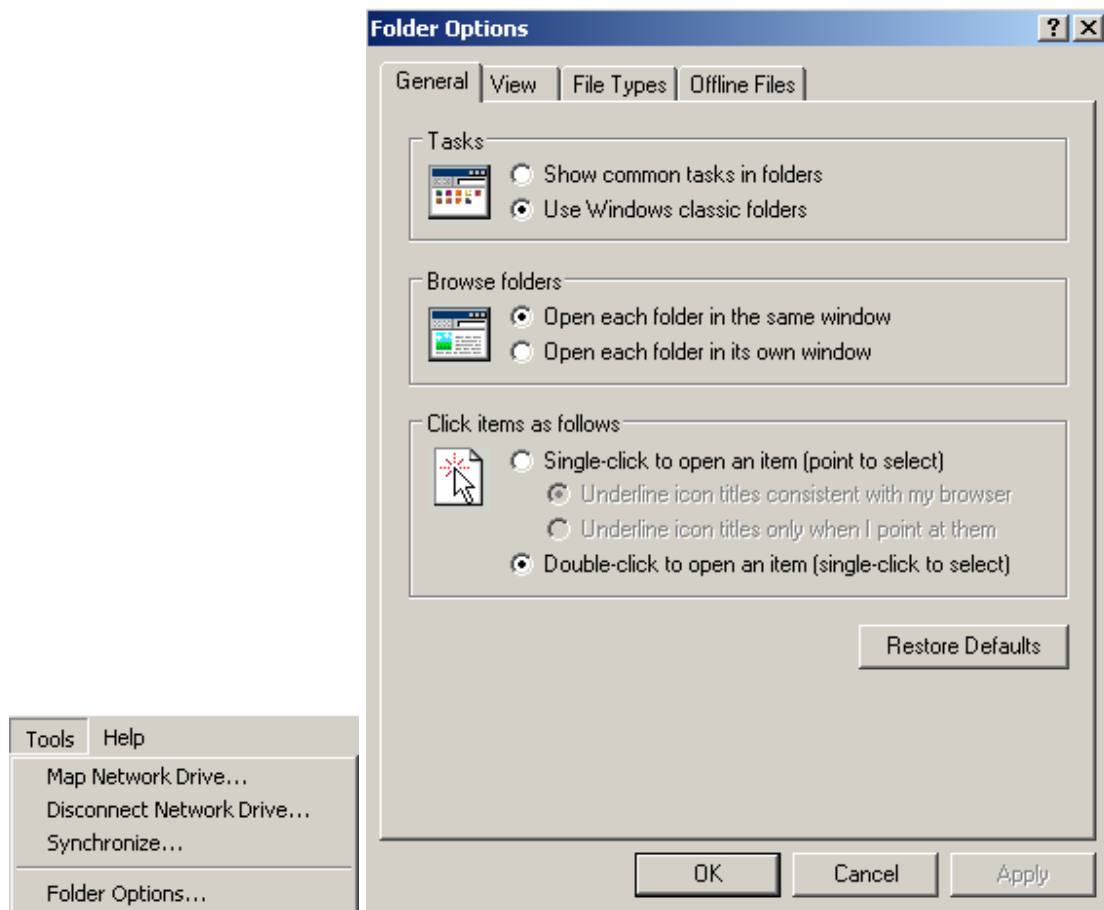 Folder Options
General View File Types Offline Files
Tasks
Show common tasks in folders
Use Windows classic folders
Browse folders
Open each folder in the same window
Open each folder in its own window
Click items as follows
Single-click to open an item (point to select)
Underline icon titles consistent with my browser
Underline icon titles only when I point at them
Double-click to open an item (single-click to select)
Restore Defaults
OK Cancel Apply
Tools Help
Map Network Drive...
Disconnect Network Drive...
Synchronize...
Folder Options...